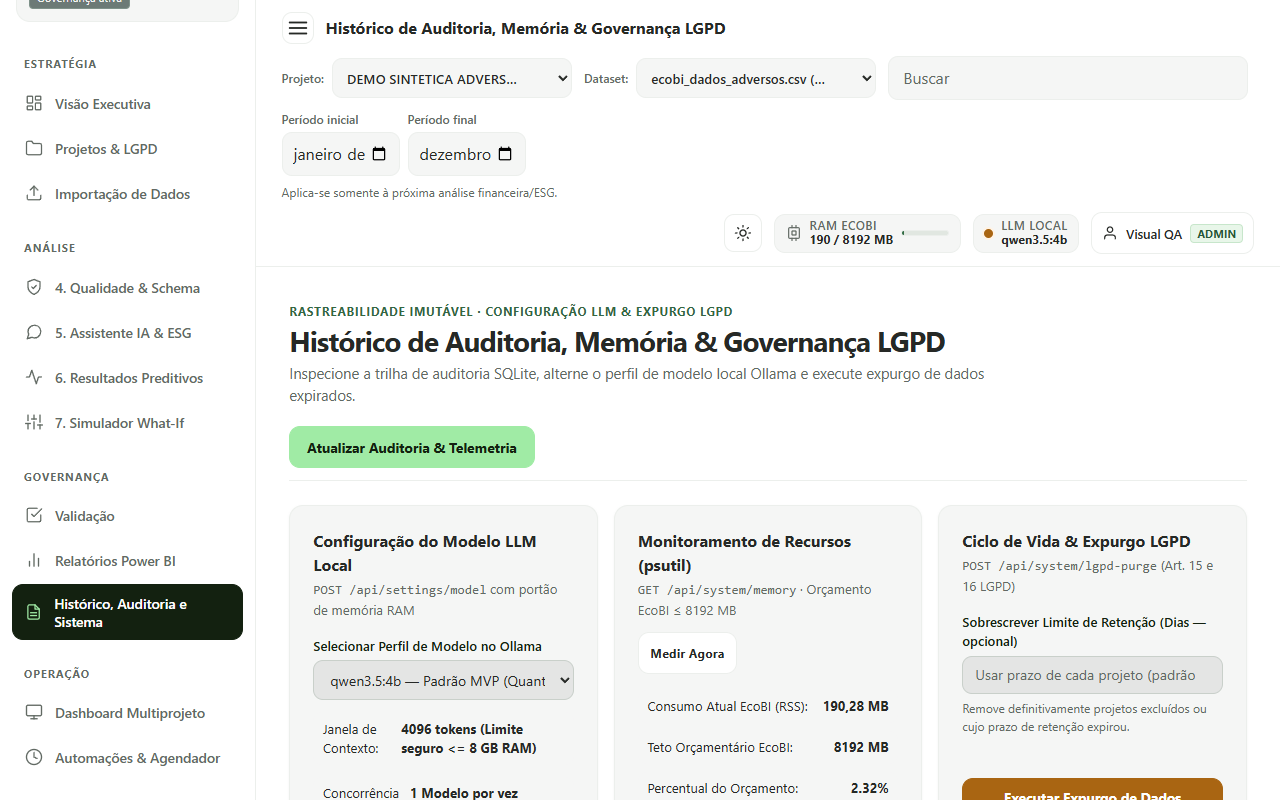 Governança ativa
ESTRATÉGIA
Visão Executiva
Projetos & LGPD
Importação de Dados
ANÁLISE
4. Qualidade & Schema
5. Assistente IA & ESG
6. Resultados Preditivos
7. Simulador What-If
GOVERNANÇA
Validação
Relatórios Power BI
Histórico, Auditoria e
Sistema
OPERAÇÃO
Dashboard Multiprojeto
Automações & Agendador
Histórico de Auditoria, Memória & Governança LGPD
Projeto:
DEMO SINTETICA ADVERS...
Dataset:
ecobi_dados_adversos.csv (...
Buscar
Período inicial
Período final
janeiro de
dezembro
Aplica-se somente à próxima análise financeira/ESG.
RAM ECOBI
190 / 8192 MB
LLM LOCAL
qwen3.5:4b
Visual QA
ADMIN
RASTREABILIDADE IMUTÁVEL · CONFIGURAÇÃO LLM & EXPURGO LGPD
Histórico de Auditoria, Memória & Governança LGPD
Inspecione a trilha de auditoria SQLite, alterne o perfil de modelo local Ollama e execute expurgo de dados
expirados.
Atualizar Auditoria & Telemetria
Configuração do Modelo LLM
Local
POST /api/settings/model com portão
de memória RAM
Selecionar Perfil de Modelo no Ollama
qwen3.5:4b — Padrão MVP (Quant
Janela de
Contexto:
4096 tokens (Limite
seguro <= 8 GB RAM)
Concorrência
1 Modelo por vez
Monitoramento de Recursos
(psutil)
GET /api/system/memory · Orçamento
EcoBI ≤ 8192 MB
Medir Agora
Consumo Atual EcoBI (RSS):
190,28 MB
Teto Orçamentário EcoBI:
8192 MB
Percentual do Orçamento:
2.32%
Ciclo de Vida & Expurgo LGPD
POST /api/system/lgpd-purge (Art. 15 e
16 LGPD)
Sobrescrever Limite de Retenção (Dias —
opcional)
Usar prazo de cada projeto (padrão
Remove definitivamente projetos excluídos ou
cujo prazo de retenção expirou.
Executar Expurgo de Dados